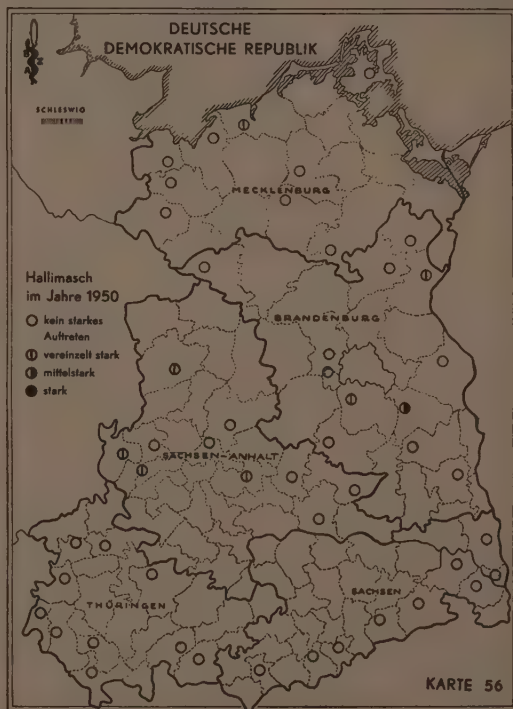 DEUTSCHE
DEMOKRATISCHE REPUBLIK
SCHLESWIG
MECKLENBURG
Hallimasch
im Jahre 1950
kein starkes
Auftreten
vereinzelt stark
mittelstark
stark
BRANDENBURG
SACHSEN-ANHALT
THÜRINGEN
SACHSEN
KARTE 56